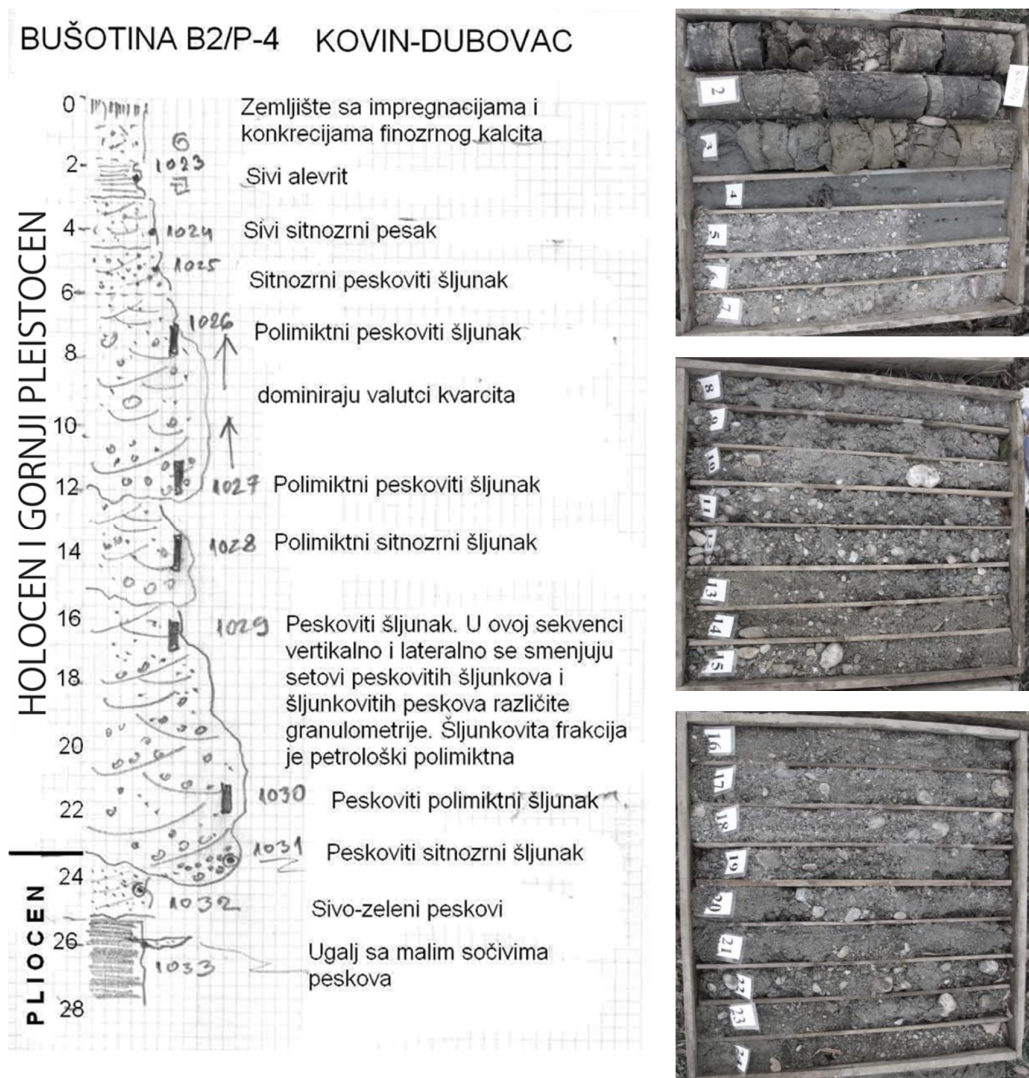 BUŠOTINA B2/P-4 KOVIN-DUBOVAC
HOLOCEN I GORNJI PLEISTOCEN
PLIOCEN
0
2
4
6
8
10
12
14
16
18
20
22
24
26
28
Zemljište sa impregnacijama i
konkrecijama finozrnog kalcita
1023
Sivi alevrit
1024
Sivi sitnozrni pesak
1025
Sitnozrni peskoviti šljunak
1026
Polimiktni peskoviti šljunak
dominiraju valutci kvarcita
1027
Polimiktni peskoviti šljunak
1028
Polimiktni sitnozrni šljunak
1029
Peskoviti šljunak. U ovoj sekvenci
vertikalno i lateralno se smenjuju
setovi peskovitih šljunkova i
šljunkovitih peskova različite
granulometrije. Šljunkovita frakcija
je petrološki polimiktna
1030
Peskoviti polimiktni šljunak
1031
Peskoviti sitnozrni šljunak
1032
Sivo-zeleni peskovi
1033
Ugalj sa malim sočivima
peskova
2
3
4
5
6
7
8
9
10
11
12
13
14
15
16
17
18
19
20
21
22
23
24